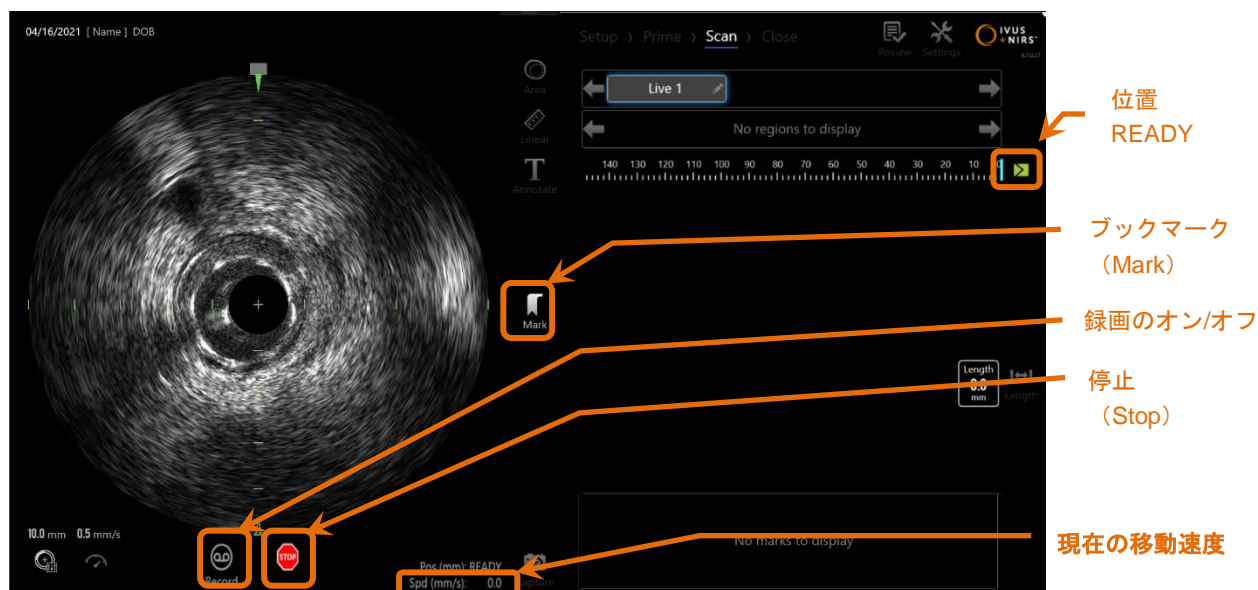 04/16/2021 [ Name ] DOB
Setup > Prime > Scan > Close
Review
Settings
IVUS
+NIRS
Area
Linear
Annotate
Live 1
No regions to display
140 130 120 110 100 90 80 70 60 50 40 30 20 10 0
位置
READY
ブックマーク
（Mark）
Mark
録画のオン/オフ
Length
0.0
mm
Length
停止
（Stop）
10.0 mm 0.5 mm/s
Record
STOP
Pos (mm): READY
Spd (mm/s): 0.0
Capture
No marks to display
現在の移動速度